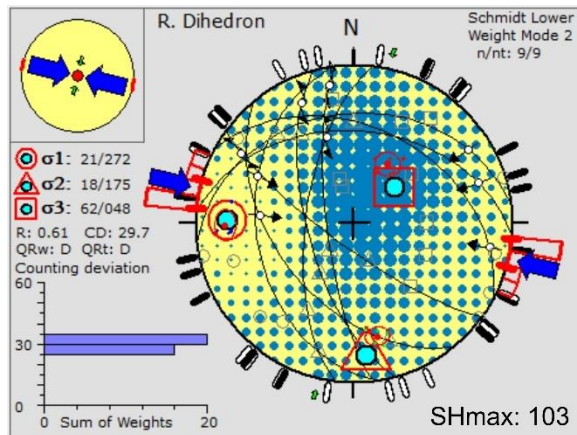 R. Dihedron
N
Schmidt Lower
Weight Mode 2
n/nt: 9/9
σ1: 21/272
σ2: 18/175
σ3: 62/048
R: 0.61 CD: 29.7
QRw: D QRt: D
Counting deviation
60
30
0
0 Sum of Weights 20
SHmax: 103